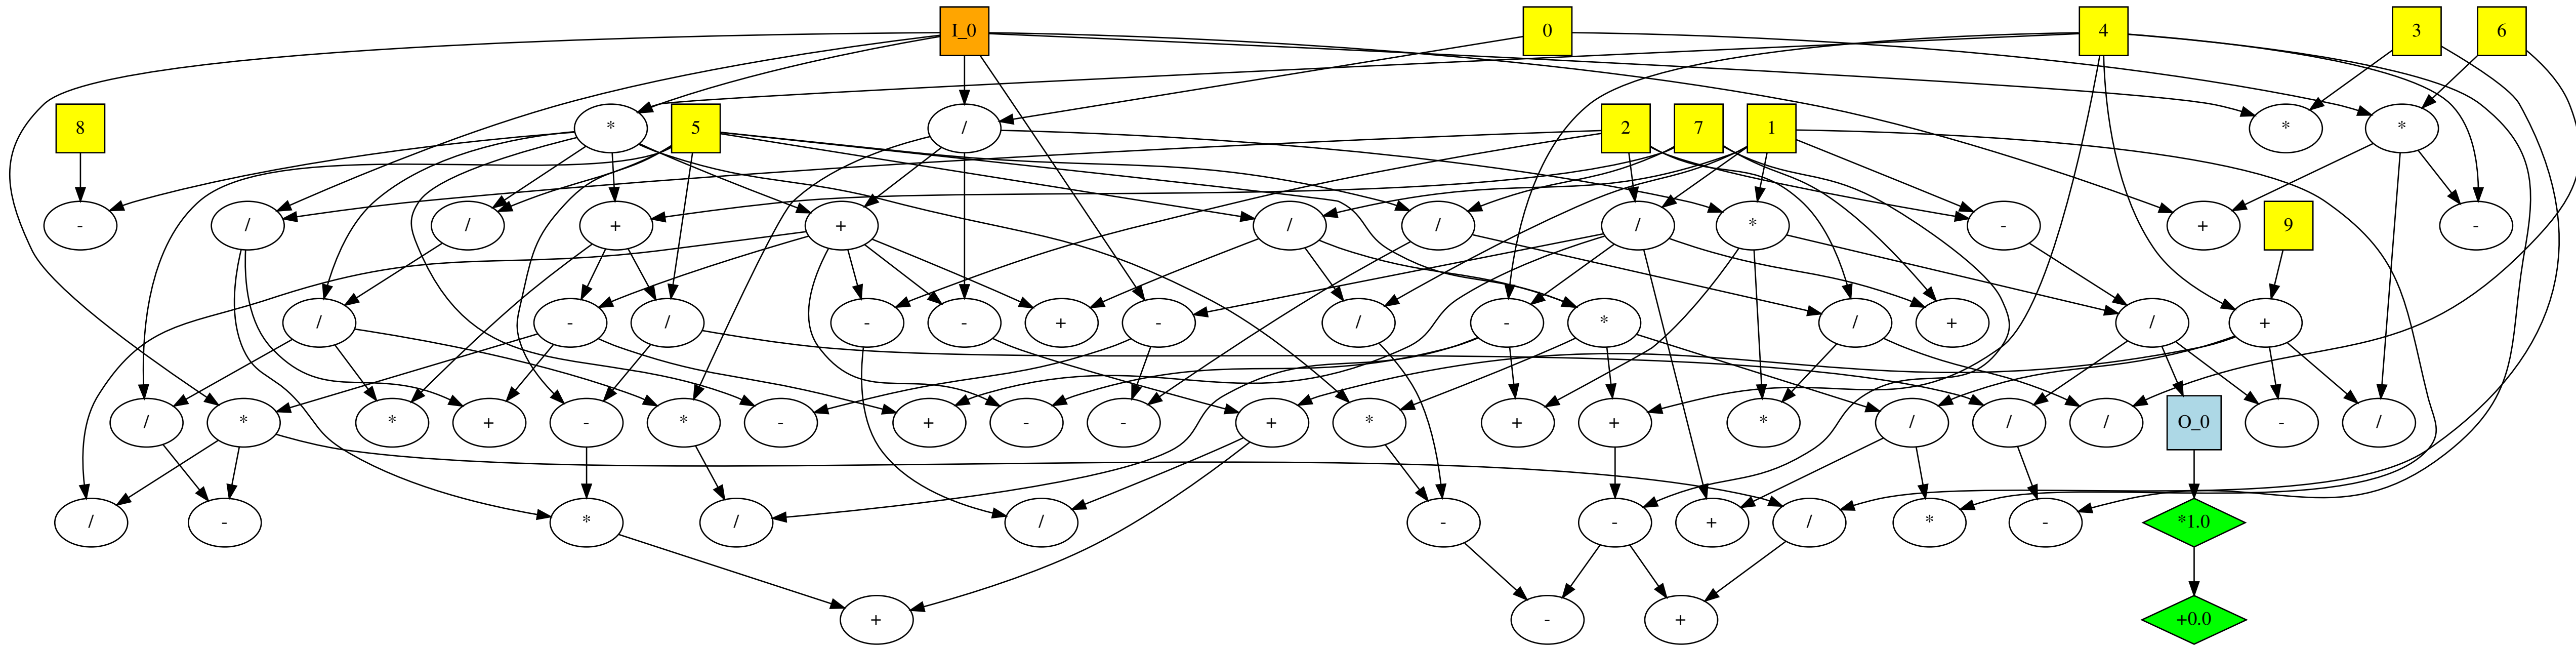 I_0 0 4 3 6
8 * 5 / 2 7 1 * *
- / / + + / / / * - + 9 -
/ - / - - + - / - * / + / +
/ * * + - * - + - - + * + + * / / / O_0 - /
/ - * / / - - + / * - *1.0
+ - + +0.0